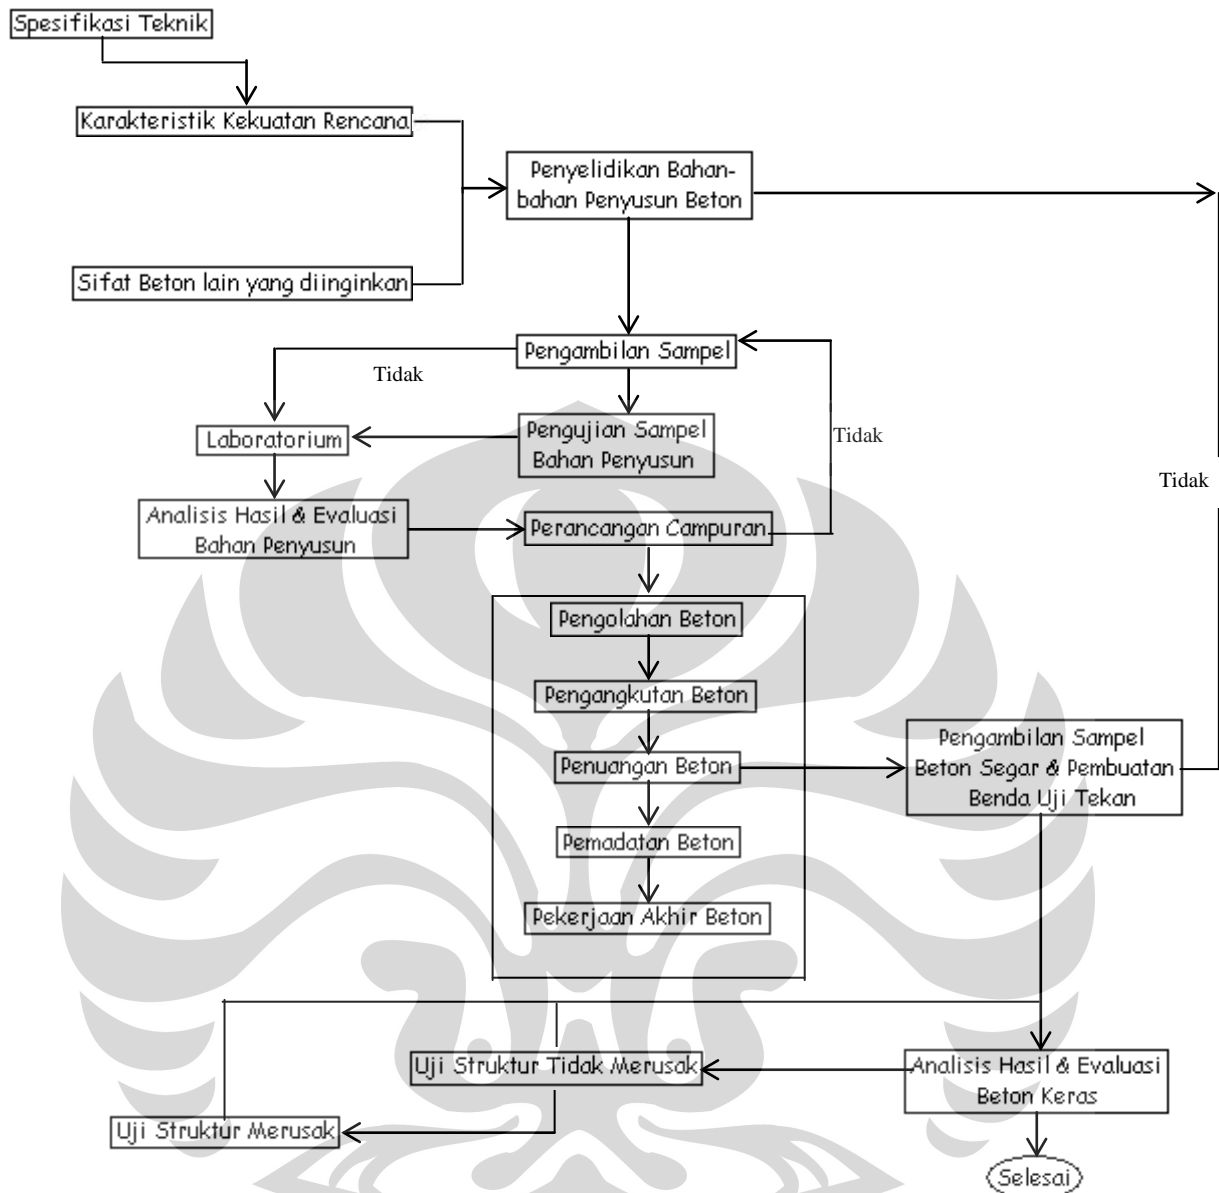 Spesifikasi Teknik
Karakteristik Kekuatan Rencana
Penyelidikan Bahan-
bahan Penyusun Beton
Sifat Beton lain yang diinginkan
Pengambilan Sampel
Tidak
Laboratorium
Pengujian Sampel
Bahan Penyusun
Tidak
Tidak
Analisis Hasil & Evaluasi
Bahan Penyusun
Perancangan Campuran
Pengolahan Beton
Pengangkutan Beton
Penuangan Beton
Pengambilan Sampel
Beton Segar & Pembuatan
Benda Uji Tekan
Pemadatan Beton
Pekerjaan Akhir Beton
Uji Struktur Tidak Merusak
Analisis Hasil & Evaluasi
Beton Keras
Uji Struktur Merusak
Selesai